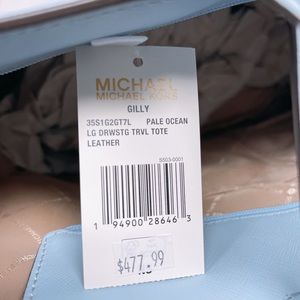 MICHAEL
MICHAEL KORS
GILLY
35S1G2GT7L PALE OCEAN
LG DRWSTG TRVL TOTE
LEATHER
S503-0001
1 94900 28646 3
$477.99